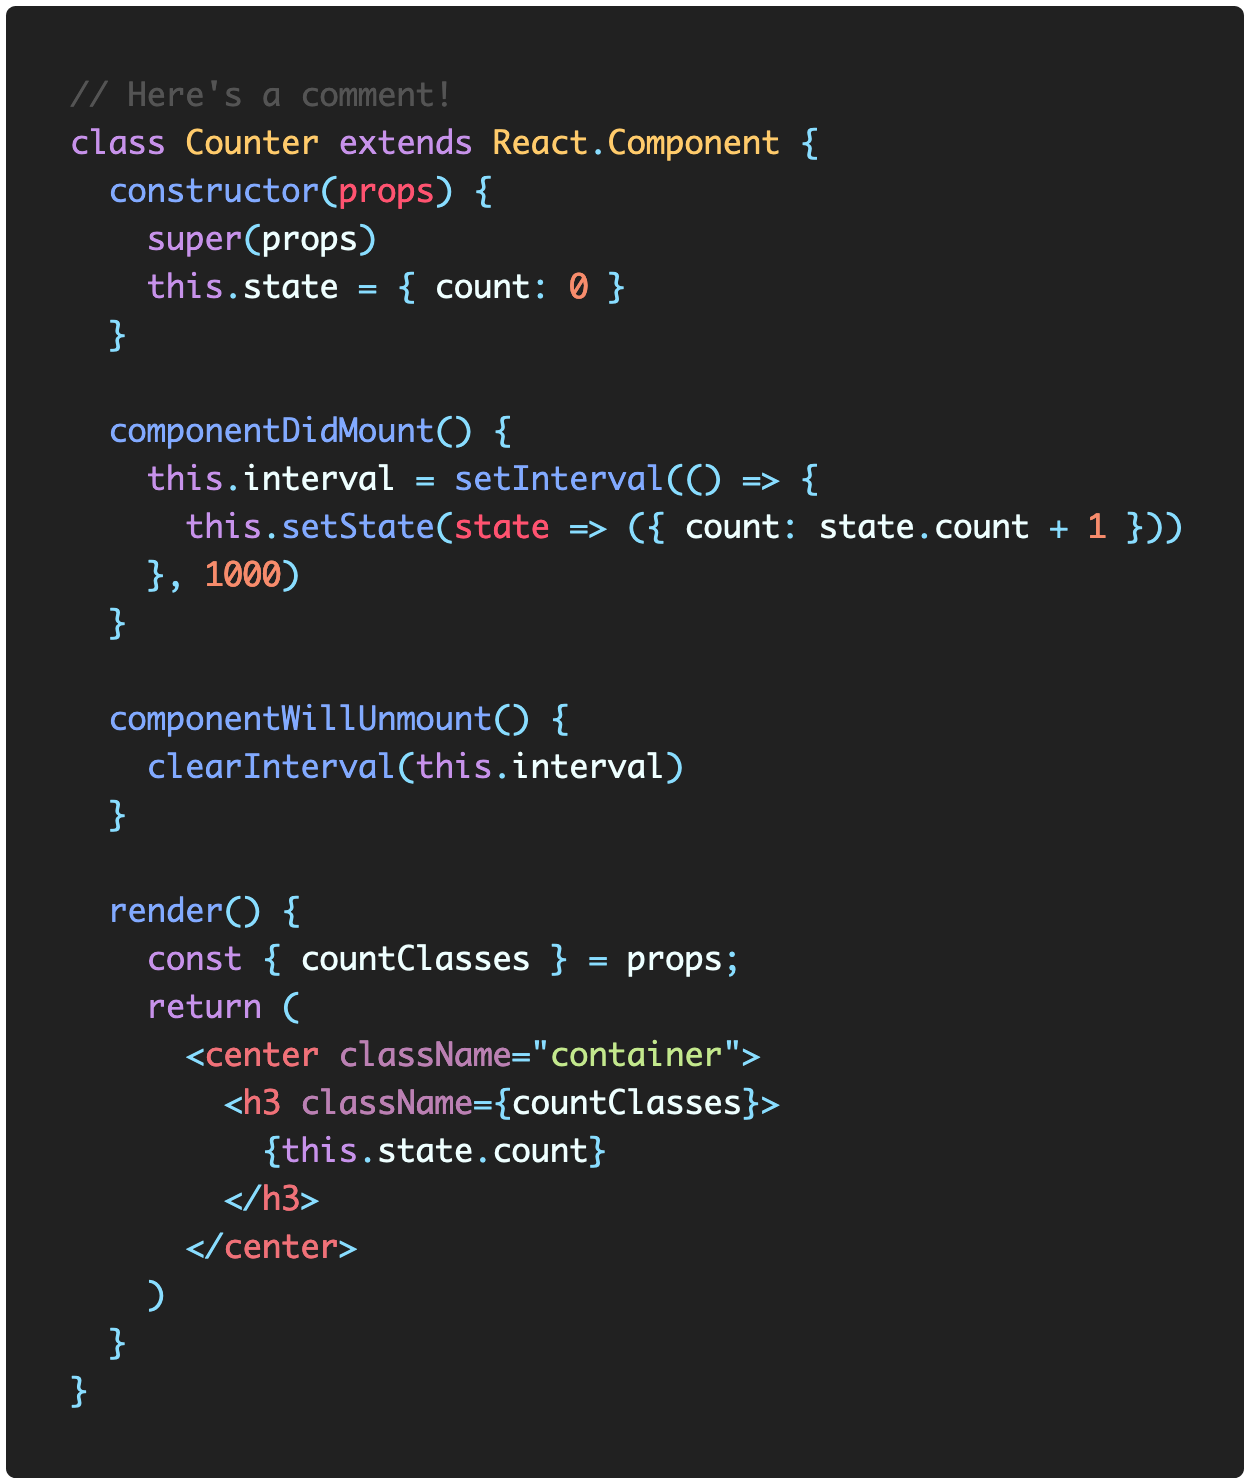 // Here's a comment!
class Counter extends React.Component {
  constructor(props) {
    super(props)
    this.state = { count: 0 }
  }

  componentDidMount() {
    this.interval = setInterval(() => {
      this.setState(state => ({ count: state.count + 1 }))
    }, 1000)
  }

  componentWillUnmount() {
    clearInterval(this.interval)
  }

  render() {
    const { countClasses } = props;
    return (
      <center className="container">
        <h3 className={countClasses}>
          {this.state.count}
        </h3>
      </center>
    )
  }
}